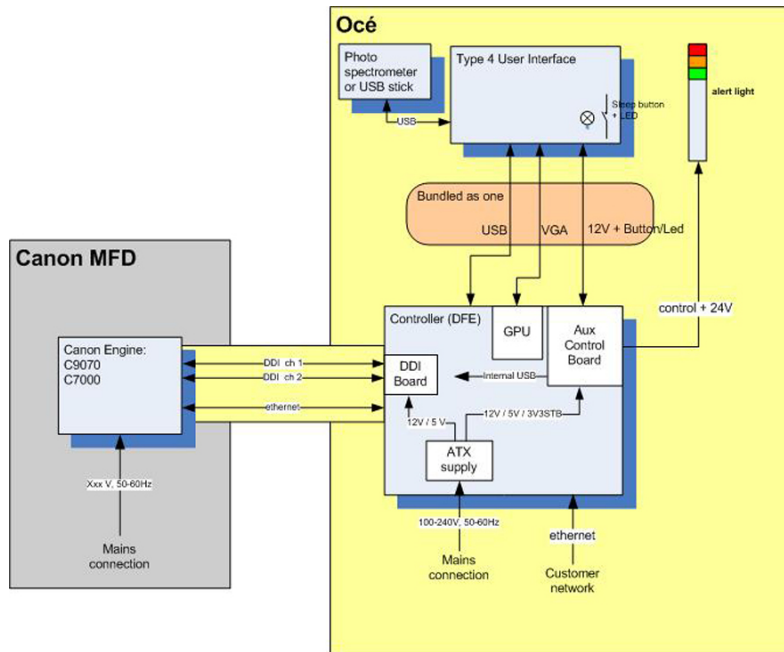 Océ
Photo
spectrometer
or USB stick
Type 4 User Interface
Sleep button
+ LED
alert light
USB
Bundled as one
USB
VGA
12V + Button/Led
Canon MFD
control + 24V
Controller (DFE)
GPU
Aux
Control
Board
Canon Engine:
C9070
C7000
DDI ch 1
DDI ch 2
ethernet
DDI
Board
Internal USB
12V / 5 V
12V / 5V / 3V3STB
ATX
supply
Xxx V, 50-60Hz
100-240V, 50-60Hz
ethernet
Mains
connection
Mains
connection
Customer
network